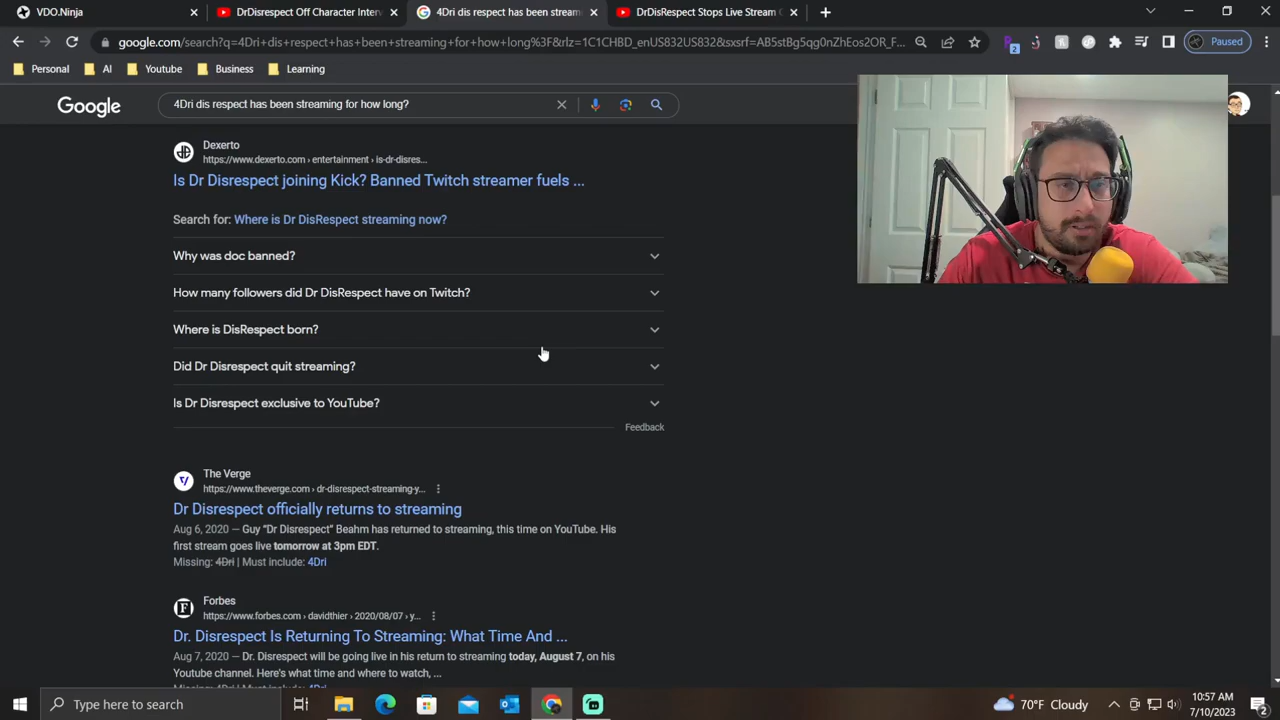 VDO.Ninja
DrDisrespect Off Character Interv
4Dri dis respect has been stream
DrDisRespect Stops Live Stream
google.com/search?q=4Dri+dis+respect+has+been+streaming+for+how+long%3F&rlz=1C1CHBD_enUS832US832&sxsrf=AB5stBg5qg0nZhEos2OR_F...
2
Paused
Personal
AI
Youtube
Business
Learning
Google
4Dri dis respect has been streaming for how long?
Dexerto
https://www.dexerto.com › entertainment › is-dr-disres...
Is Dr Disrespect joining Kick? Banned Twitch streamer fuels ...
Search for: Where is Dr DisRespect streaming now?
Why was doc banned?
How many followers did Dr DisRespect have on Twitch?
Where is DisRespect born?
Did Dr Disrespect quit streaming?
Is Dr Disrespect exclusive to YouTube?
Feedback
The Verge
https://www.theverge.com › dr-disrespect-streaming-y...
Dr Disrespect officially returns to streaming
Aug 6, 2020 — Guy “Dr Disrespect” Beahm has returned to streaming, this time on YouTube. His
first stream goes live tomorrow at 3pm EDT.
Missing: 4Dri | Must include: 4Dri
Forbes
https://www.forbes.com › davidthier › 2020/08/07 › y...
Dr. Disrespect Is Returning To Streaming: What Time And ...
Aug 7, 2020 — Dr. Disrespect will be going live in his return to streaming today, August 7, on his
Youtube channel. Here's what time and where to watch, ...
Type here to search
70°F Cloudy
10:57 AM
7/10/2023
2